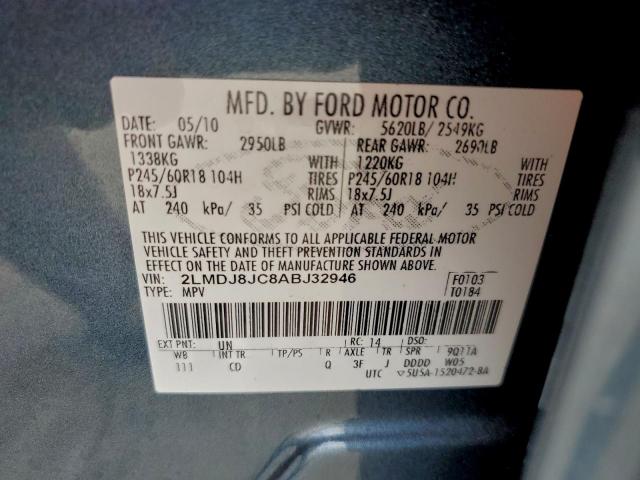 MFD. BY FORD MOTOR CO.
DATE: 05/10 GVWR: 5620LB/ 2549KG
FRONT GAWR: 2950LB REAR GAWR: 2690LB
1338KG WITH 1220KG WITH
P245/60R18 104H TIRES P245/60R18 104H TIRES
18x7.5J RIMS 18x7.5J RIMS
AT 240 kPa/ 35 PSI COLD AT 240 kPa/ 35 PSI COLD
THIS VEHICLE CONFORMS TO ALL APPLICABLE FEDERAL MOTOR
VEHICLE SAFETY AND THEFT PREVENTION STANDARDS IN
EFFECT ON THE DATE OF MANUFACTURE SHOWN ABOVE.
VIN: 2LMDJ8JC8ABJ32946 F0103
TYPE: MPV T0184
EXT PNT: UN RC: 14 DSO:
WB INT TR TP/PS R AXLE TR SPR 9Q11A
111 CD Q 3F J DDDD W05
UTC ▽5U5A-1520472-BA